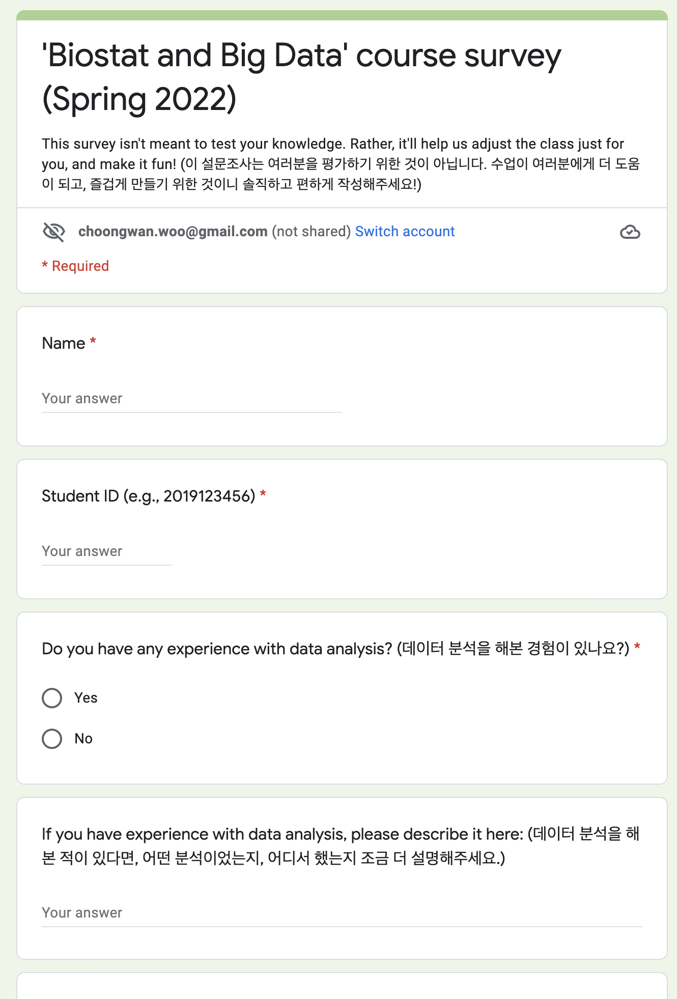 'Biostat and Big Data' course survey
(Spring 2022)
This survey isn't meant to test your knowledge. Rather, it'll help us adjust the class just for
you, and make it fun! (이 설문조사는 여러분을 평가하기 위한 것이 아닙니다. 수업이 여러분에게 더 도움
이 되고, 즐겁게 만들기 위한 것이니 솔직하고 편하게 작성해주세요!)
choongwan.woo@gmail.com (not shared) Switch account
* Required
Name *
Your answer
Student ID (e.g., 2019123456) *
Your answer
Do you have any experience with data analysis? (데이터 분석을 해본 경험이 있나요?) *
Yes
No
If you have experience with data analysis, please describe it here: (데이터 분석을 해
본 적이 있다면, 어떤 분석이었는지, 어디서 했는지 조금 더 설명해주세요.)
Your answer